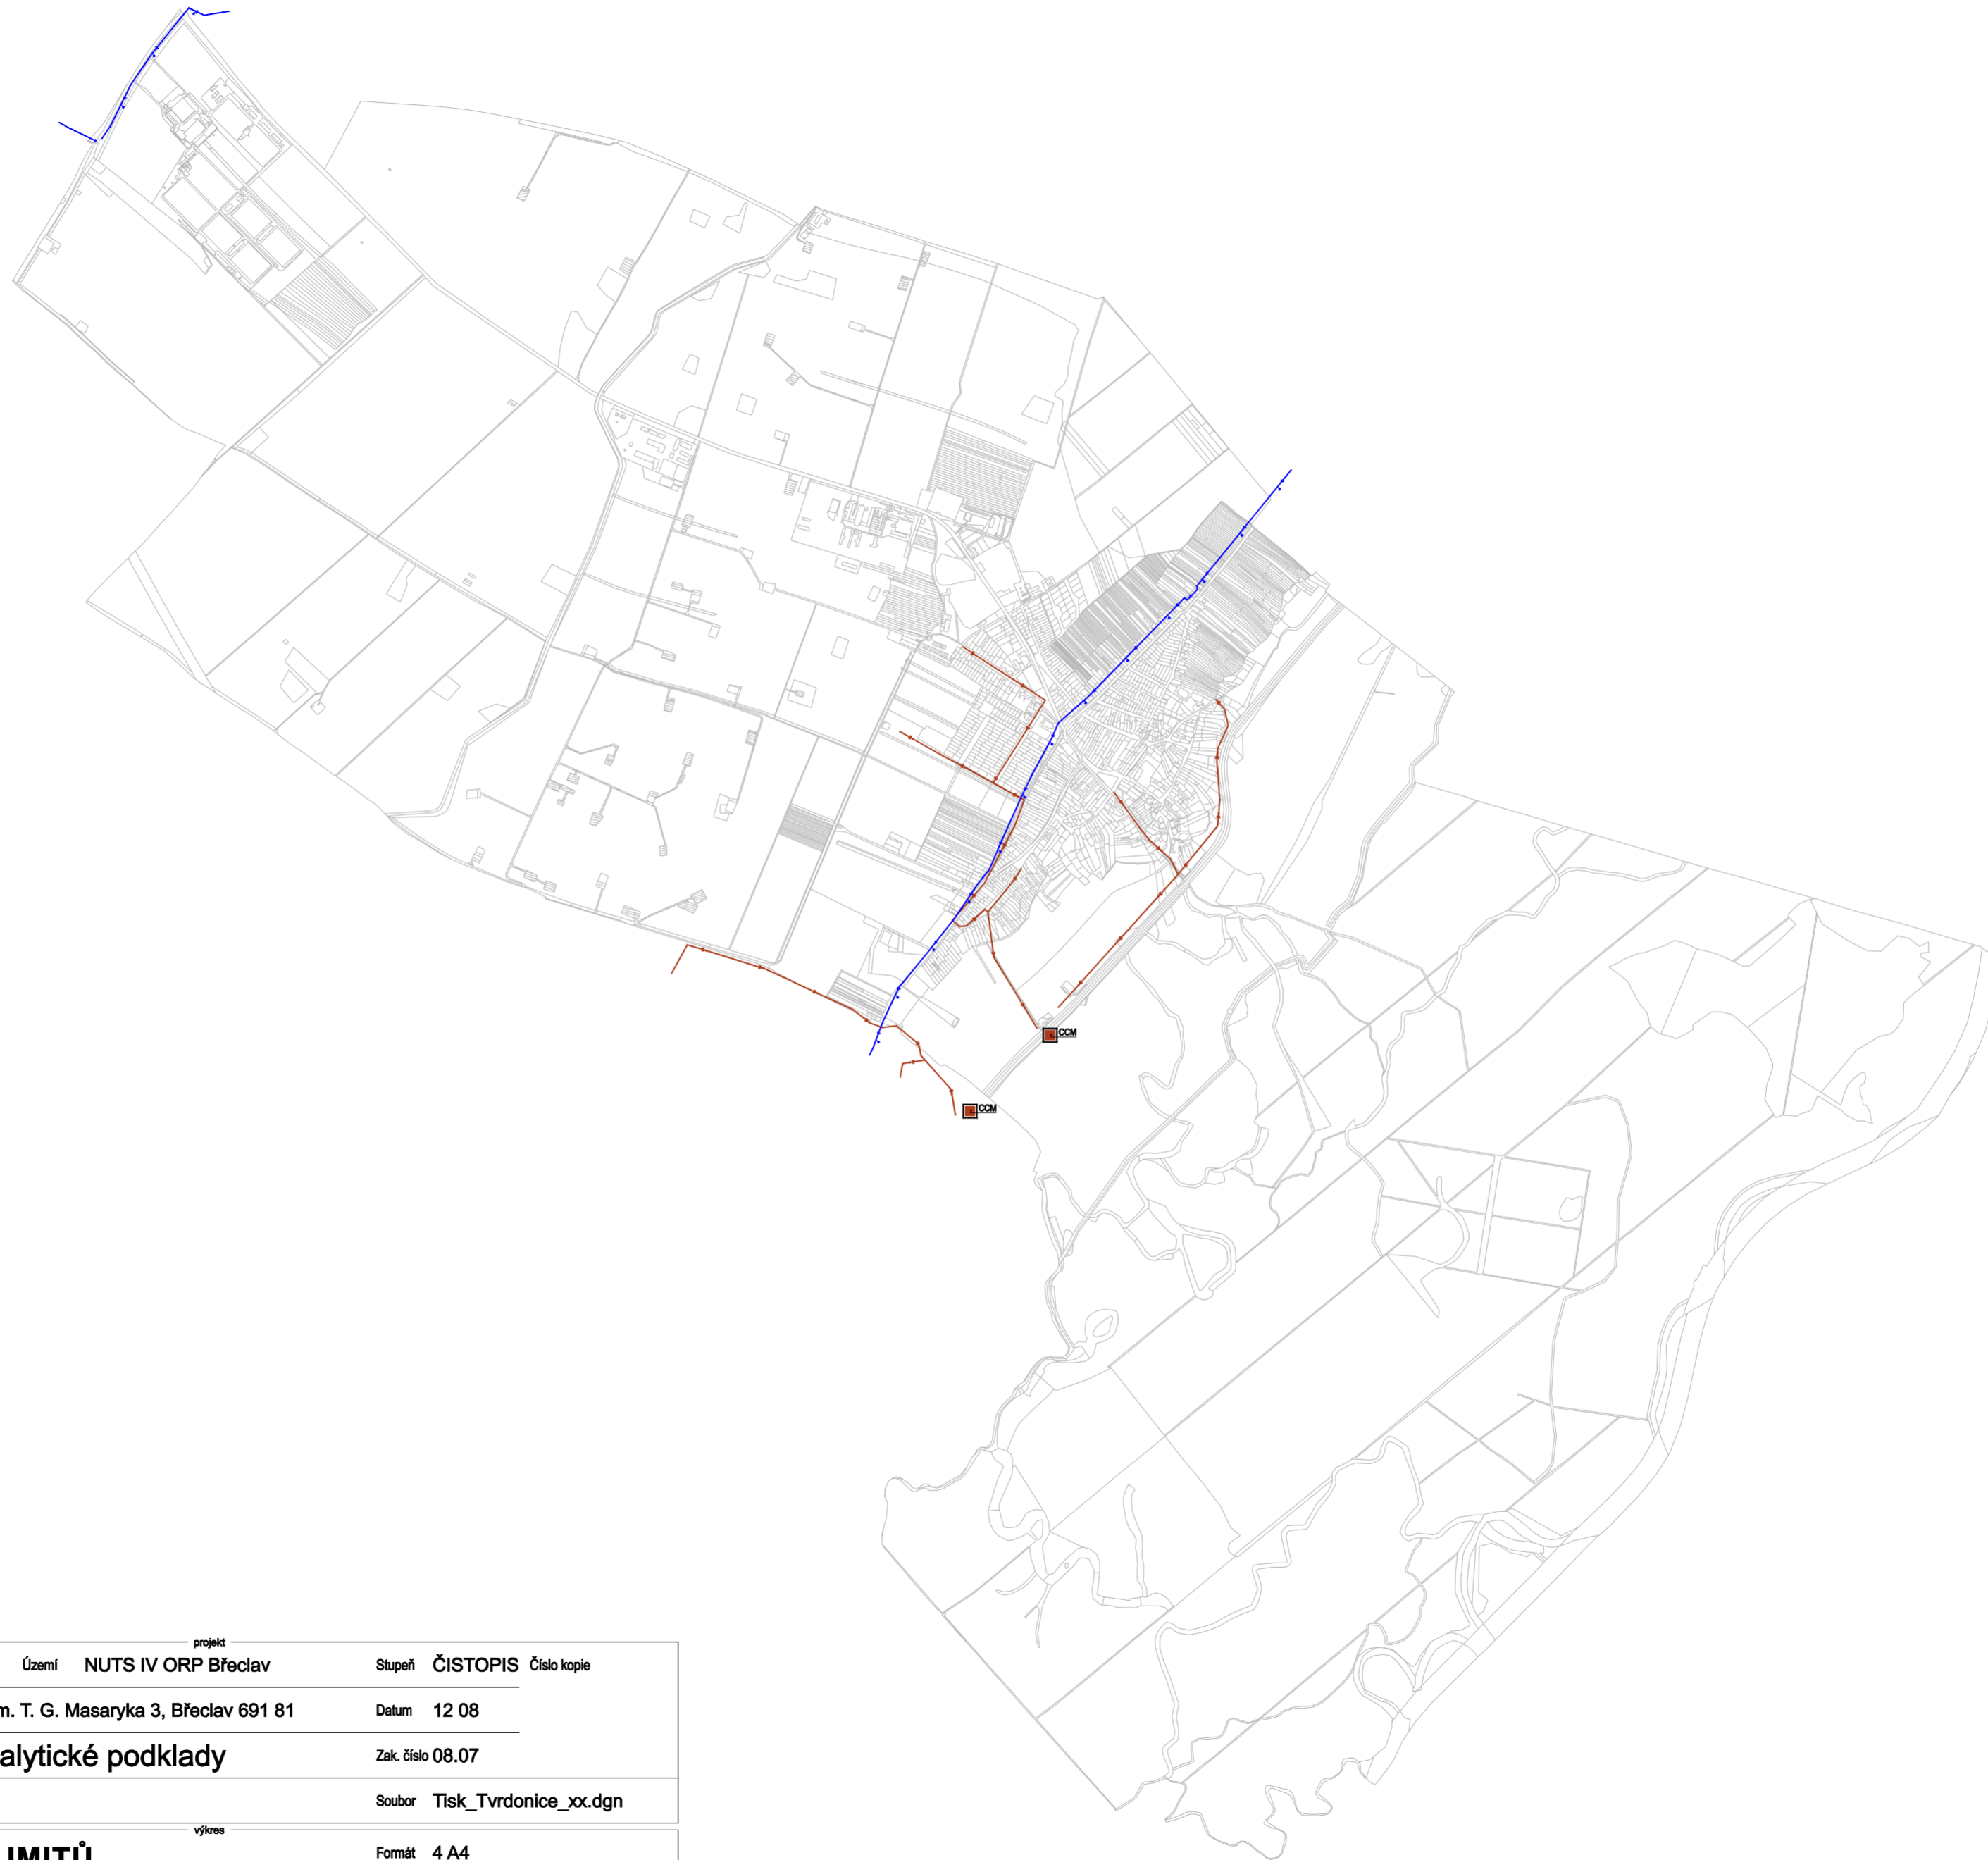 CCM
CCM
projekt
Území NUTS IV ORP Břeclav Stupeň ČISTOPIS Číslo kopie
T. G. Masaryka 3, Břeclav 691 81 Datum 12 08
alytické podklady Zak. číslo 08.07
Soubor Tisk_Tvrdonice_xx.dgn
výkres
Formát 4 A4